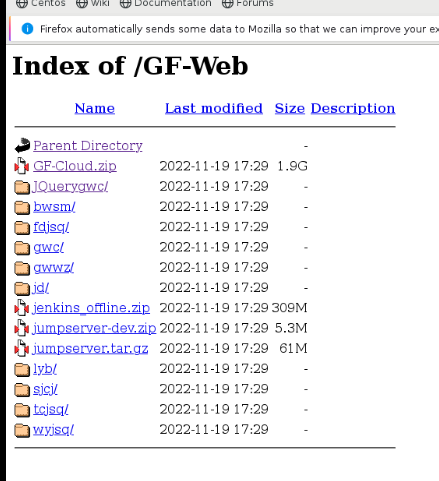 Centos Wiki Documentation Forums
Firefox automatically sends some data to Mozilla so that we can improve your
Index of /GF-Web
Name Last modified Size Description
Parent Directory -
GF-Cloud.zip 2022-11-19 17:29 1.9G
JQuerygwc/ 2022-11-19 17:29 -
bwsm/ 2022-11-19 17:29 -
fdjsq/ 2022-11-19 17:29 -
gwc/ 2022-11-19 17:29 -
gwwz/ 2022-11-19 17:29 -
jd/ 2022-11-19 17:29 -
jenkins_offline.zip 2022-11-19 17:29 309M
jumpserver-dev.zip 2022-11-19 17:29 5.3M
jumpserver.tar.gz 2022-11-19 17:29 61M
lyb/ 2022-11-19 17:29 -
sjcj/ 2022-11-19 17:29 -
tcjsq/ 2022-11-19 17:29 -
wyjsq/ 2022-11-19 17:29 -